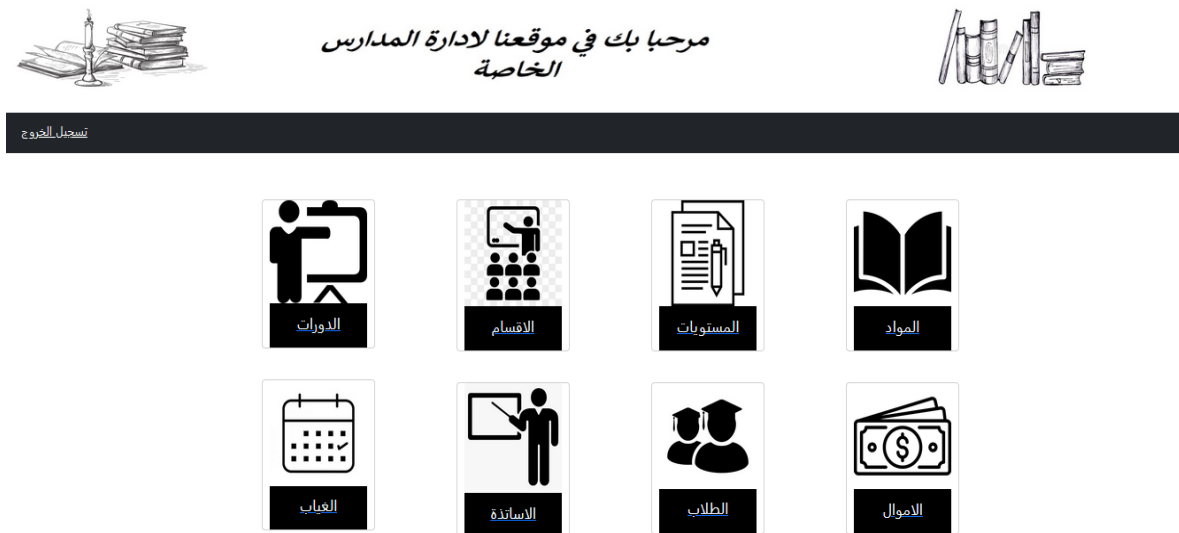 مرحبا بك في موقعنا لادارة المدارس
الخاصة
تسجيل الخروج
المواد
المستويات
الاقسام
الدورات
الاموال
الطلاب
الاساتذة
الغياب